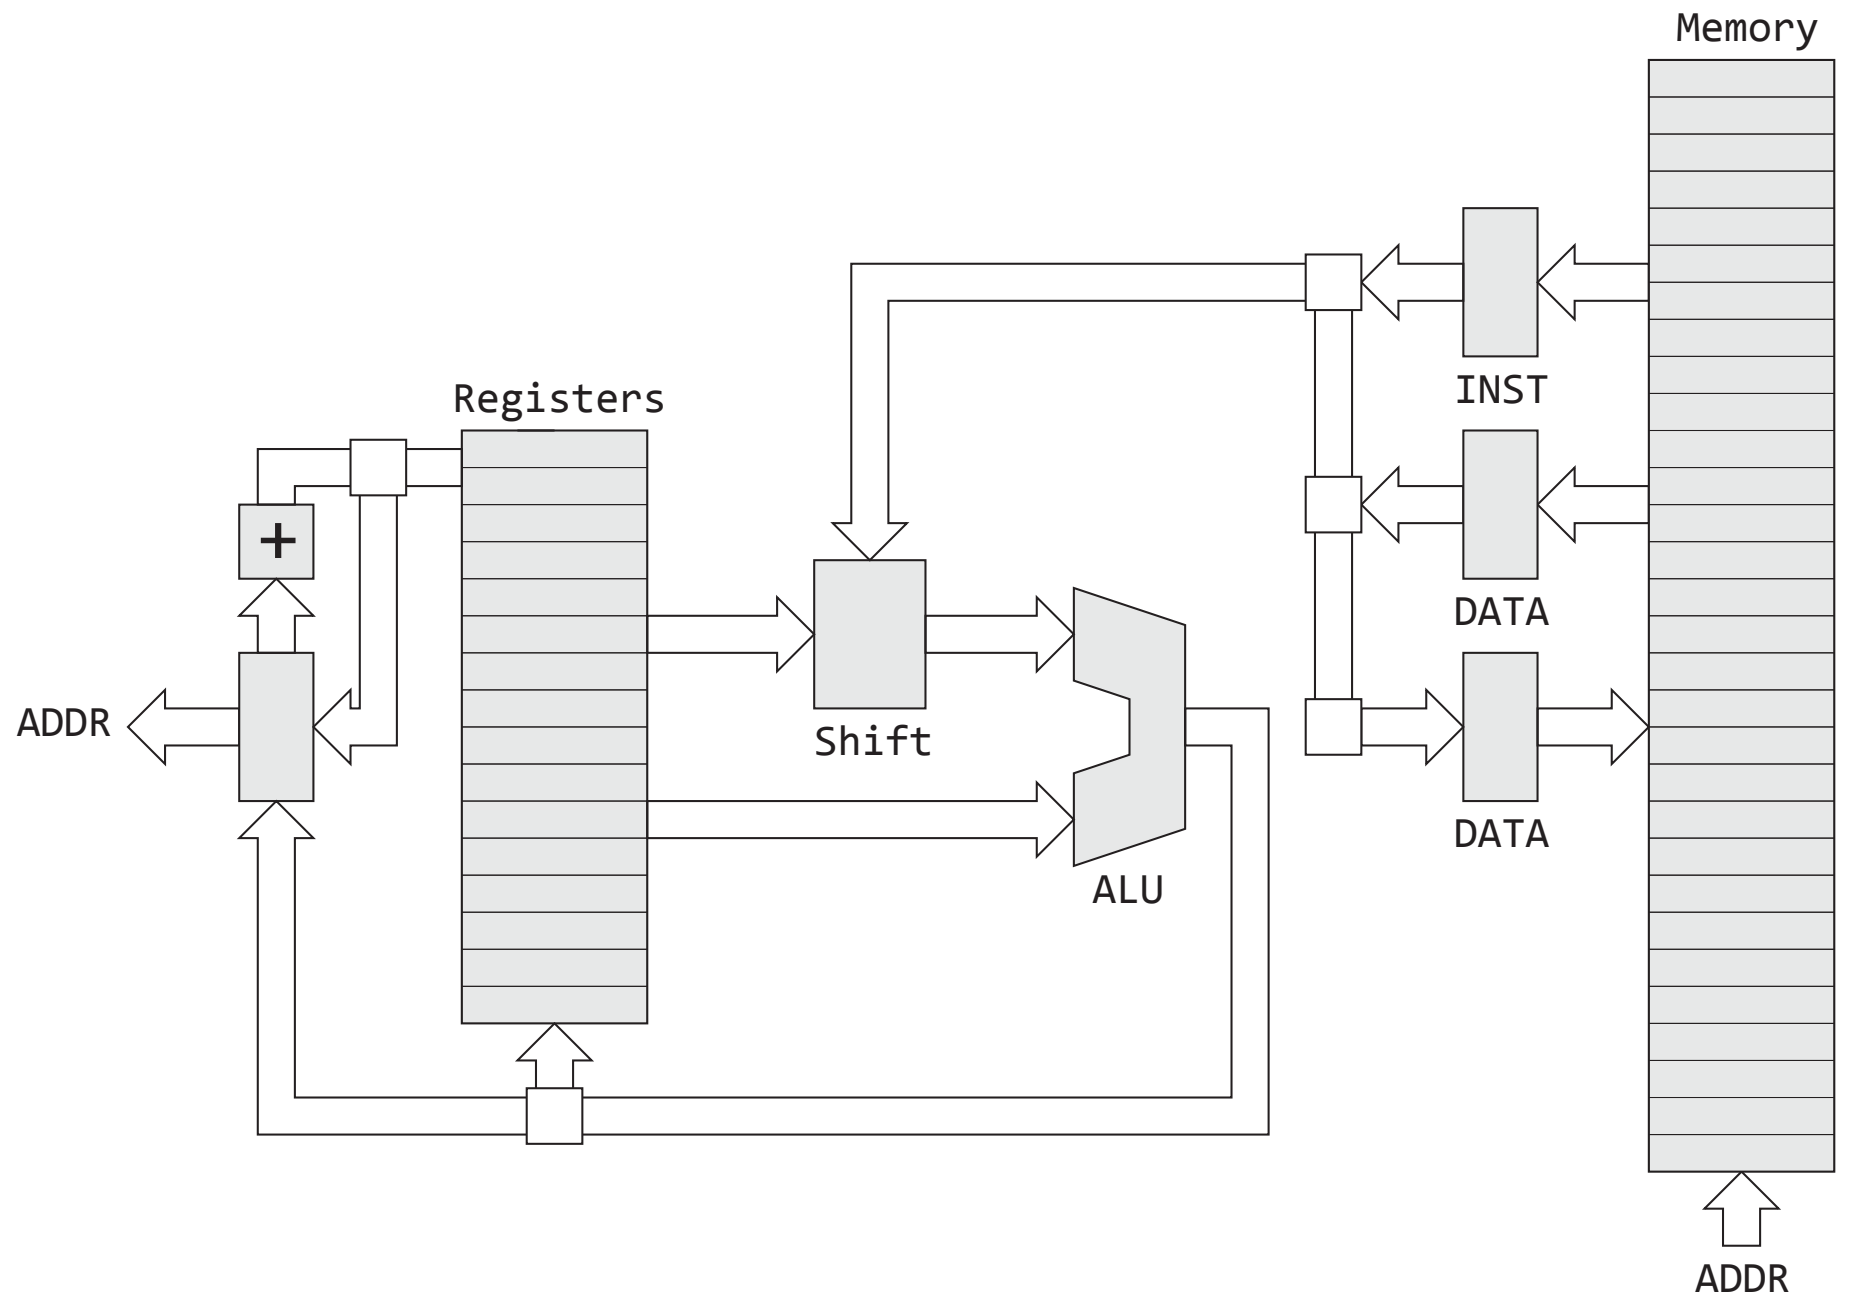 Memory
INST
Registers
+
DATA
ADDR
Shift
DATA
ALU
ADDR